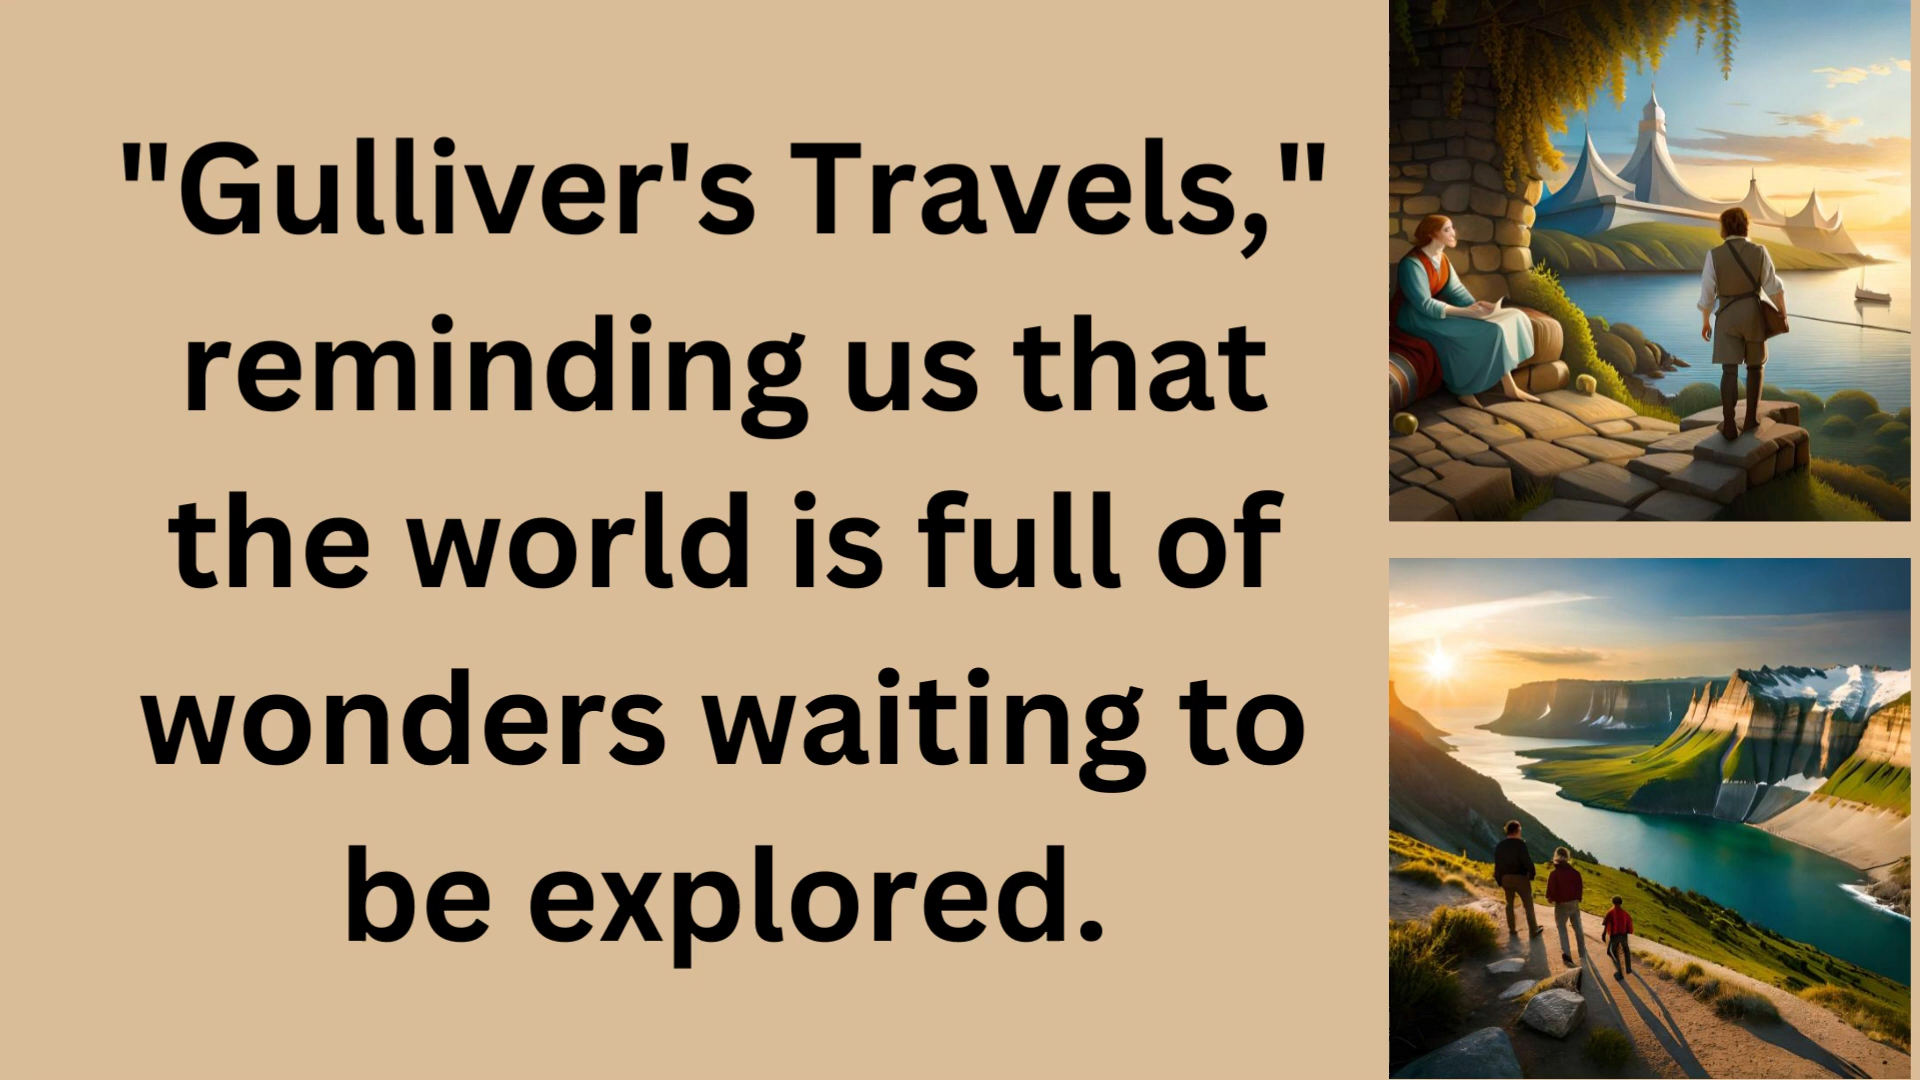 "Gulliver's Travels,"
reminding us that
the world is full of
wonders waiting to
be explored.